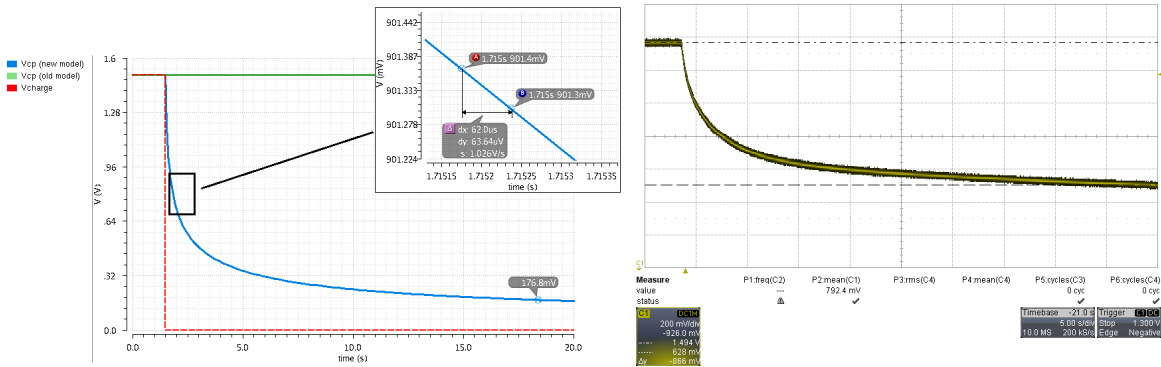 Vcp (new model)
Vcp (old model)
Vcharge
1.6
1.28
.96
.64
.32
0.0
V (V)
0.0
5.0
10.0
15.0
20.0
time (s)
176.8mV
901.442
901.387
901.333
901.278
901.224
V (mV)
A 1.715s 901.4mV
B 1.715s 901.3mV
dx: 62.0us
dy: 63.64uV
s: 1.026V/s
1.71515
1.7152
1.71525
1.7153
1.71535
time (s)
C1
Measure P1:freq(C2) P2:mean(C1) P3:rms(C4) P4:mean(C4) P5:cycles(C3) P6:cycles(C4)
value --- 792.4 mV 0 cyc 0 cyc
status
C1 DC1M
200 mV/div
-926.0 mV
1.494 V
628 mV
Δy -866 mV
Timebase -21.0 s
5.00 s/div
10.0 MS 200 kS/s
Trigger C1 DC
Stop 1.300 V
Edge Negative